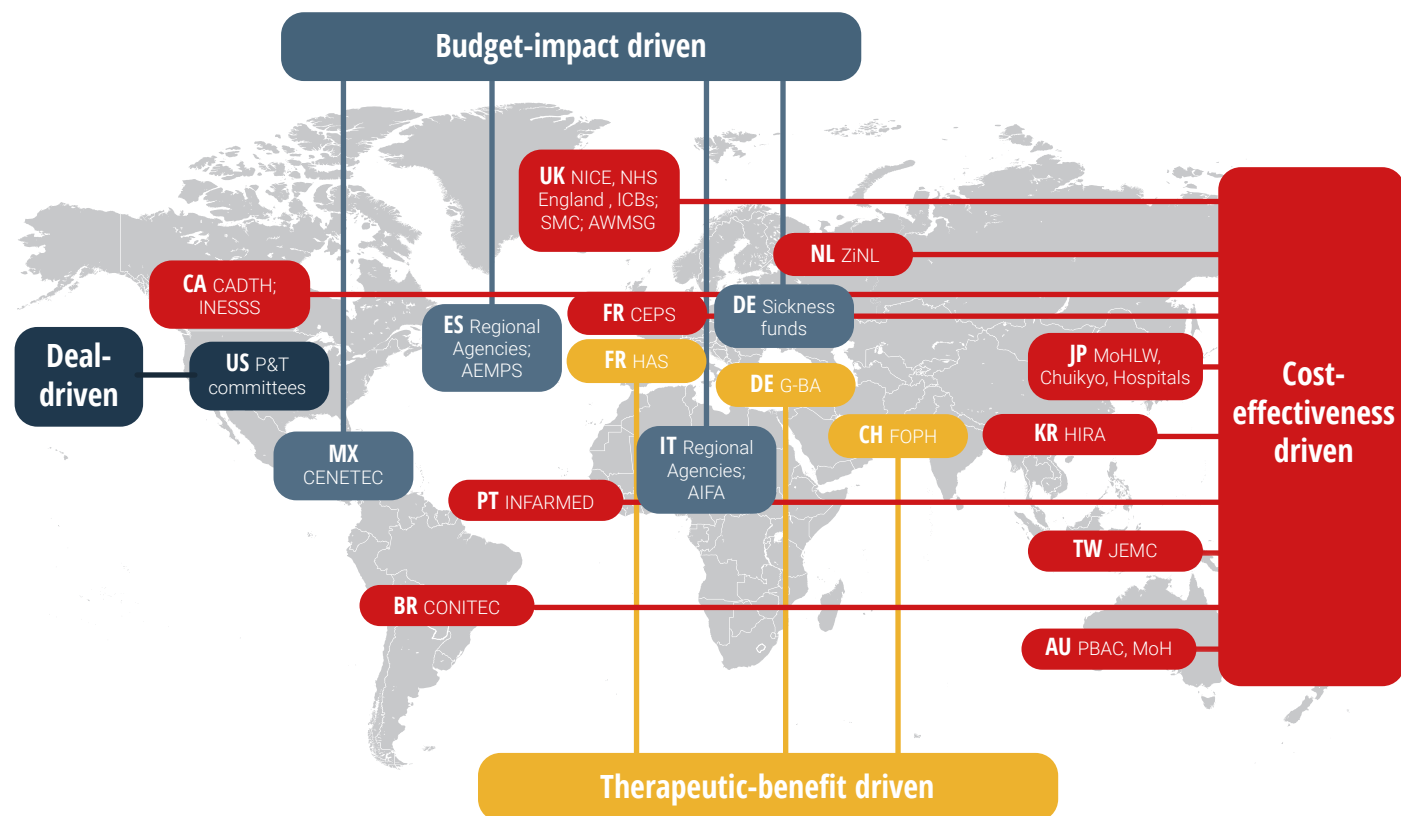 Budget-impact driven
UK NICE, NHS
England , ICBs;
SMC; AWMSG
NL ZiNL
CA CADTH;
INESSS
ES Regional
Agencies;
AEMPS
FR CEPS
DE Sickness
funds
FR HAS
DE G-BA
Deal-
driven
US P&T
committees
JP MoHLW,
Chuikyo, Hospitals
Cost-
effectiveness
driven
MX
CENETEC
IT Regional
Agencies;
AIFA
CH FOPH
KR HIRA
PT INFARMED
TW JEMC
BR CONITEC
AU PBAC, MoH
Therapeutic-benefit driven